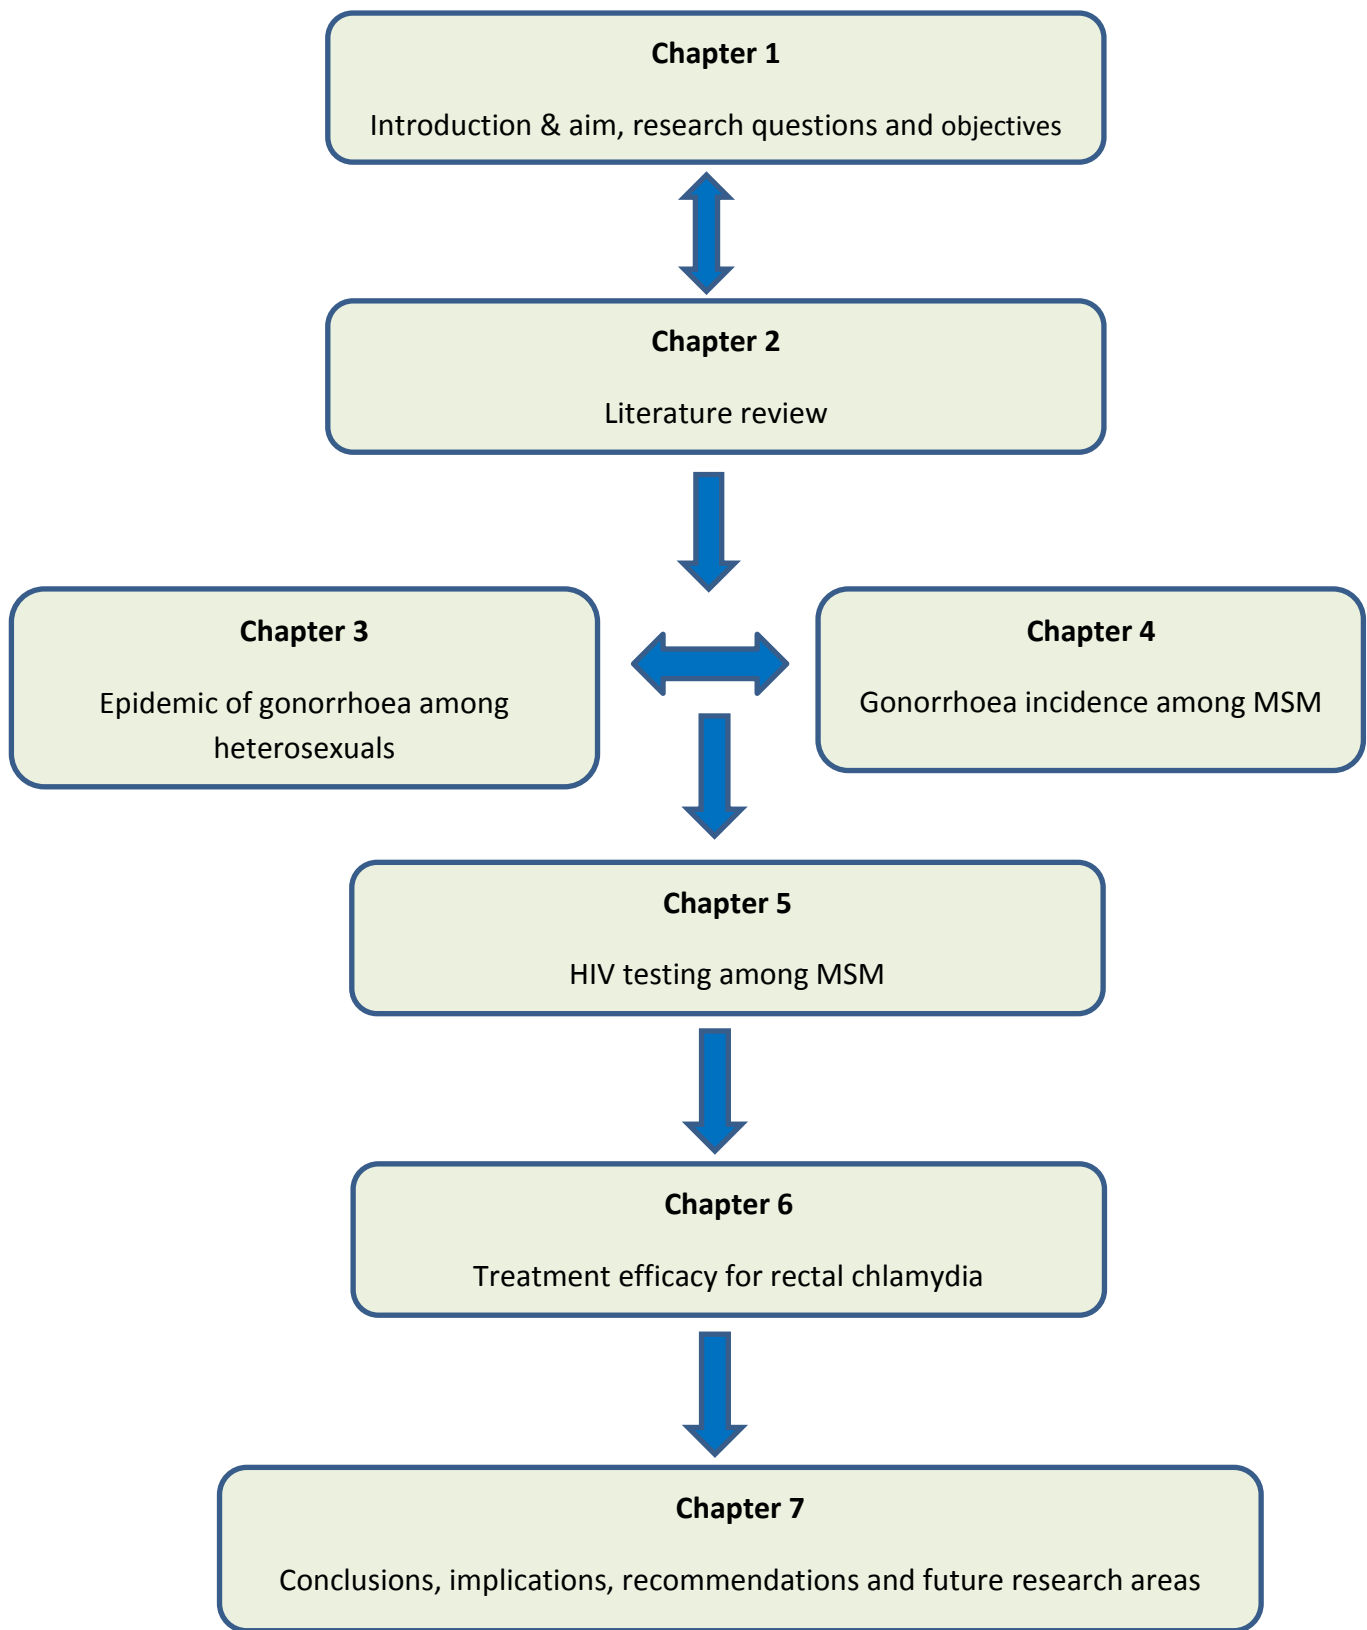 Chapter 1
Introduction & aim, research questions and objectives
Chapter 2
Literature review
Chapter 3
Epidemic of gonorrhoea among
heterosexuals
Chapter 4
Gonorrhoea incidence among MSM
Chapter 5
HIV testing among MSM
Chapter 6
Treatment efficacy for rectal chlamydia
Chapter 7
Conclusions, implications, recommendations and future research areas